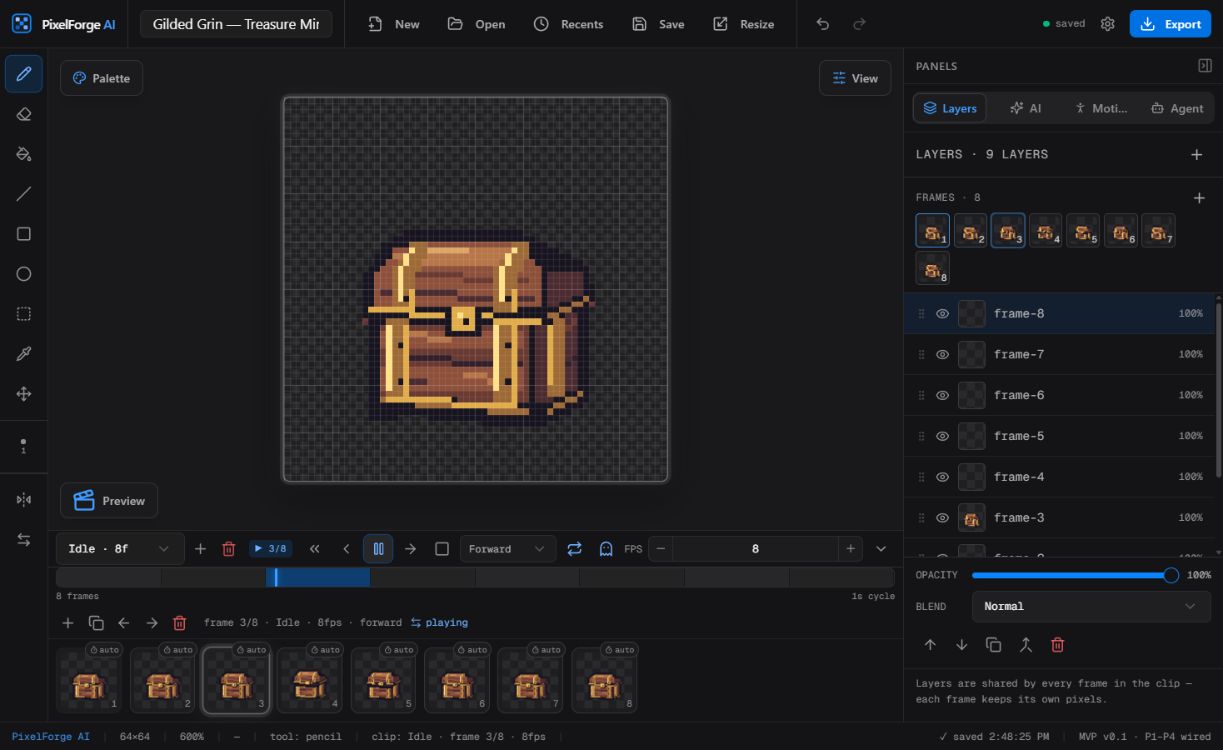 PixelForge AI
Gilded Grin — Treasure Mir
New
Open
Recents
Save
Resize
saved
Export
Palette
View
Preview
PANELS
Layers
AI
Moti...
Agent
LAYERS · 9 LAYERS
FRAMES · 8
1
2
3
4
5
6
7
8
frame-8 100%
frame-7 100%
frame-6 100%
frame-5 100%
frame-4 100%
frame-3 100%
OPACITY 100%
BLEND Normal
Layers are shared by every frame in the clip —
each frame keeps its own pixels.
1
Idle · 8f
3/8
Forward
FPS
8
8 frames
1s cycle
frame 3/8 · Idle · 8fps · forward playing
auto 1
auto 2
auto 3
auto 4
auto 5
auto 6
auto 7
auto 8
PixelForge AI | 64×64 | 600% | — | tool: pencil | clip: Idle · frame 3/8 · 8fps |
✓ saved 2:48:25 PM | MVP v0.1 · P1-P4 wired